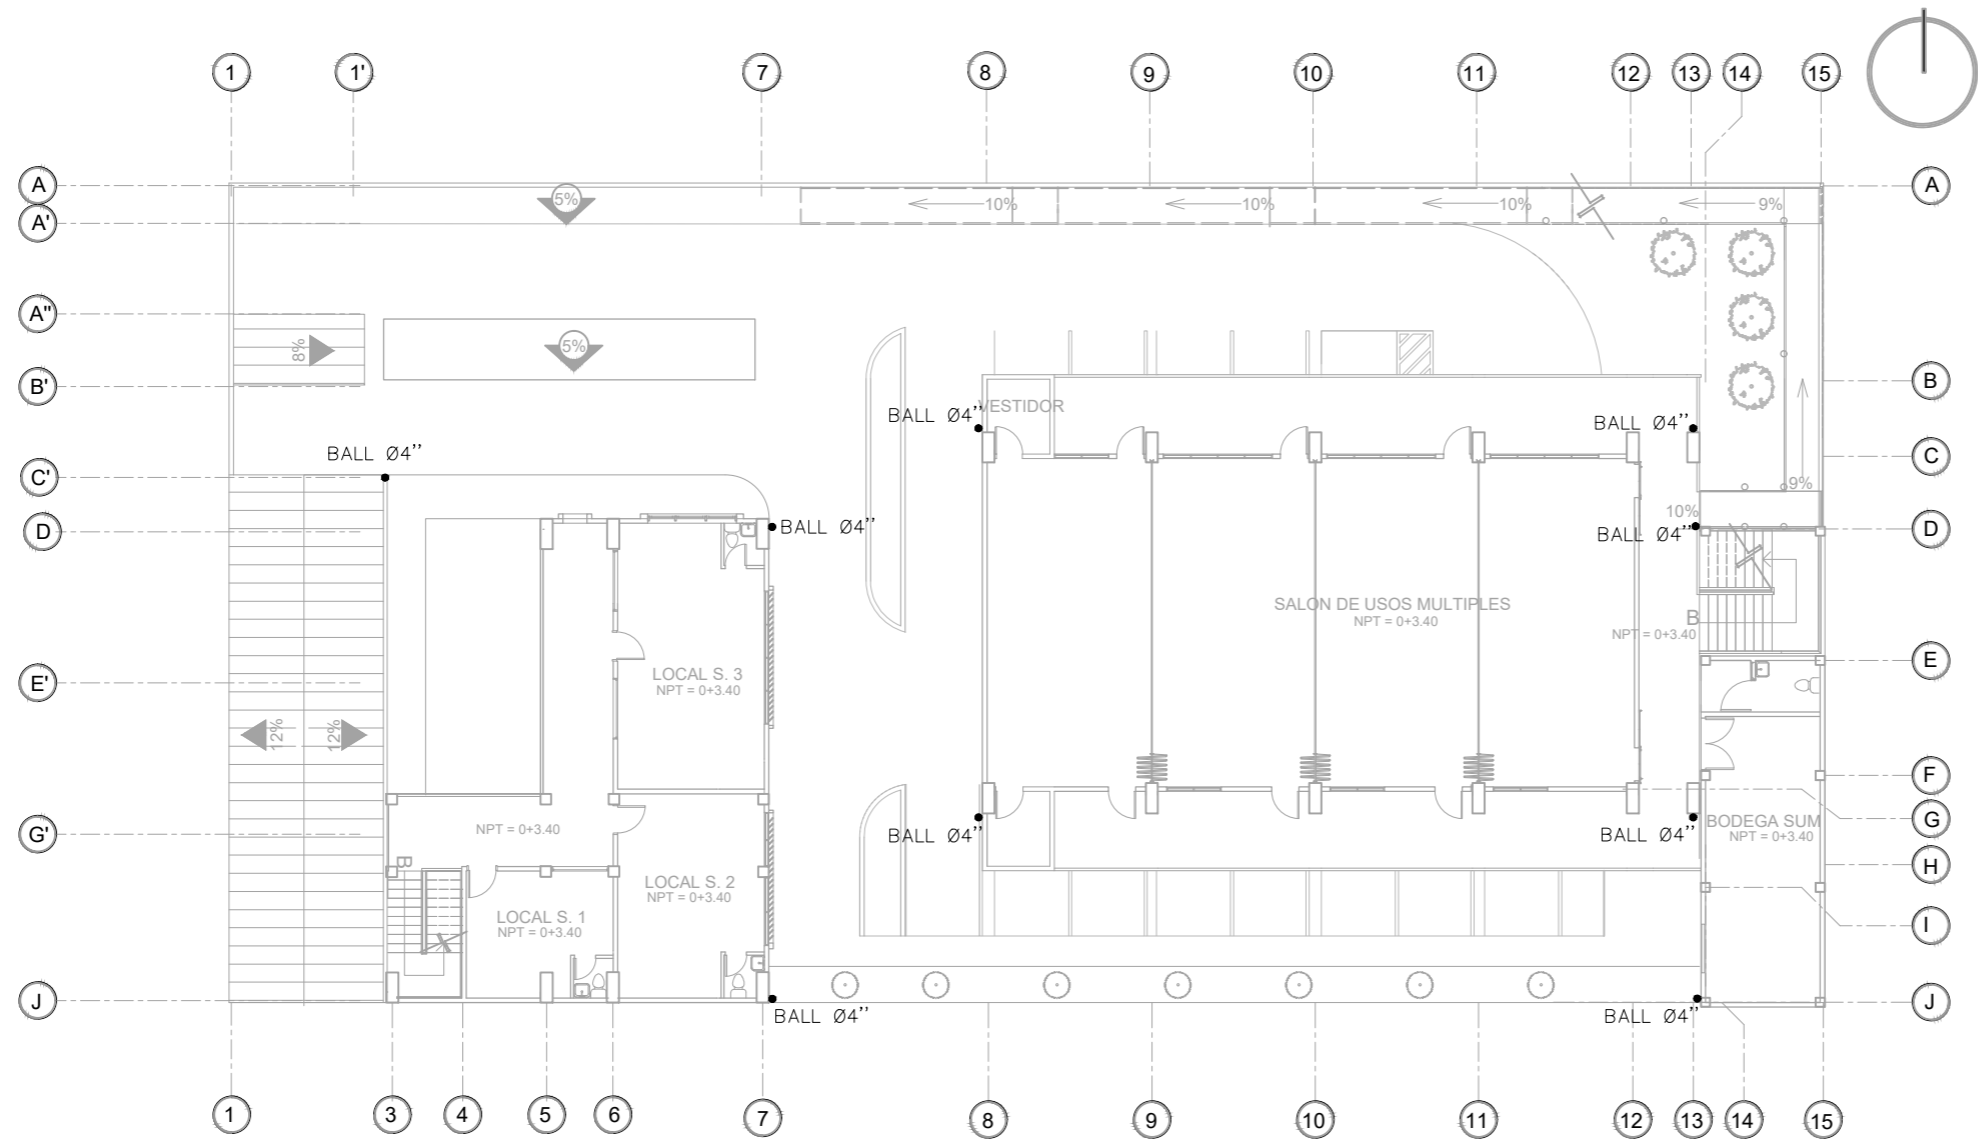 1
1'
7
8
9
10
11
12
13
14
15
A
A
5%
10%
10%
10%
9%
A'
A"
8%
5%
B'
B
VESTIDOR
BALL Ø4''
BALL Ø4''
BALL Ø4''
C
C'
9%
10%
D
BALL Ø4''
BALL Ø4''
D
SALON DE USOS MULTIPLES
NPT = 0+3.40
B
NPT = 0+3.40
E
E'
LOCAL S. 3
NPT = 0+3.40
12%
12%
F
G'
NPT = 0+3.40
BALL Ø4''
BALL Ø4''
BODEGA SUM
NPT = 0+3.40
G
B
H
LOCAL S. 2
NPT = 0+3.40
LOCAL S. 1
NPT = 0+3.40
I
J
BALL Ø4''
BALL Ø4''
J
1
3
4
5
6
7
8
9
10
11
12
13
14
15